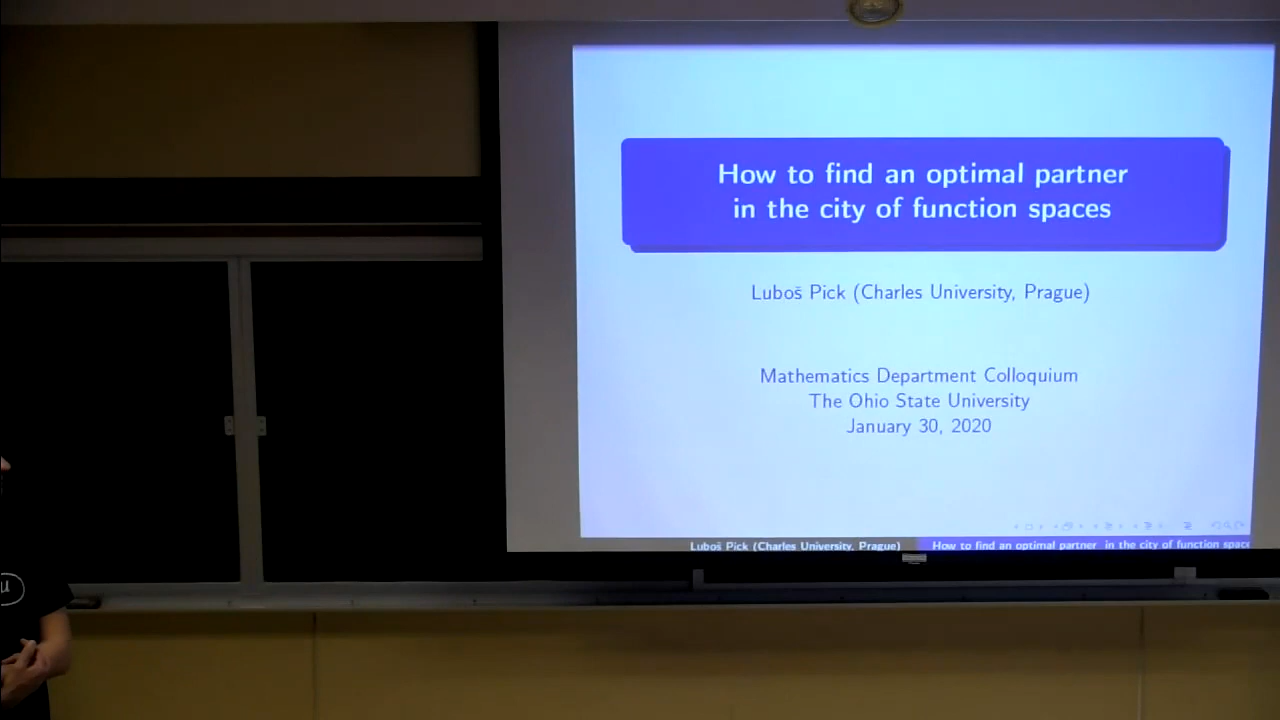 How to find an optimal partner
in the city of function spaces
Luboš Pick (Charles University, Prague)
Mathematics Department Colloquium
The Ohio State University
January 30, 2020
Luboš Pick (Charles University, Prague)
How to find an optimal partner in the city of function space